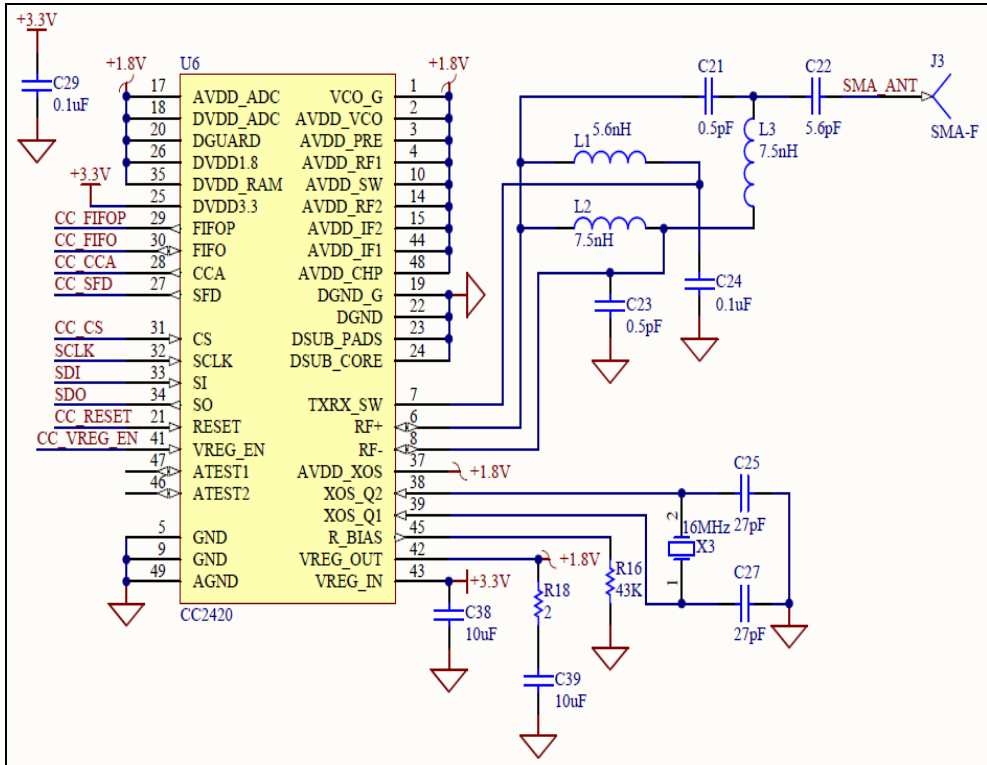 +3.3V
C29
0.1uF
+1.8V
U6
+1.8V
17 AVDD_ADC VCO_G 1
18 DVDD_ADC AVDD_VCO 2
20 DGUARD AVDD_PRE 3
26 DVDD1.8 AVDD_RF1 4
35 DVDD_RAM AVDD_SW 10
+3.3V
25 DVDD3.3 AVDD_RF2 14
CC_FIFOP 29 FIFOP AVDD_IF2 15
CC_FIFO 30 FIFO AVDD_IF1 44
CC_CCA 28 CCA AVDD_CHP 48
CC_SFD 27 SFD DGND_G 19
DGND 22
CC_CS 31 CS DSUB_PADS 23
SCLK 32 SCLK DSUB_CORE 24
SDI 33 SI
SDO 34 SO TXRX_SW 7
CC_RESET 21 RESET RF+ 6
CC_VREG_EN 41 VREG_EN RF- 8
47 ATEST1 AVDD_XOS 37 +1.8V
46 ATEST2 XOS_Q2 38
XOS_Q1 39
5 GND R_BIAS 45
9 GND VREG_OUT 42 +1.8V
49 AGND VREG_IN 43 +3.3V
CC2420
C21
0.5pF
C22
5.6pF
SMA_ANT
J3
SMA-F
L1
5.6nH
L3
7.5nH
L2
7.5nH
C23
0.5pF
C24
0.1uF
C25
27pF
2
16MHz
X3
1
C27
27pF
R16
43K
R18
2
C38
10uF
C39
10uF